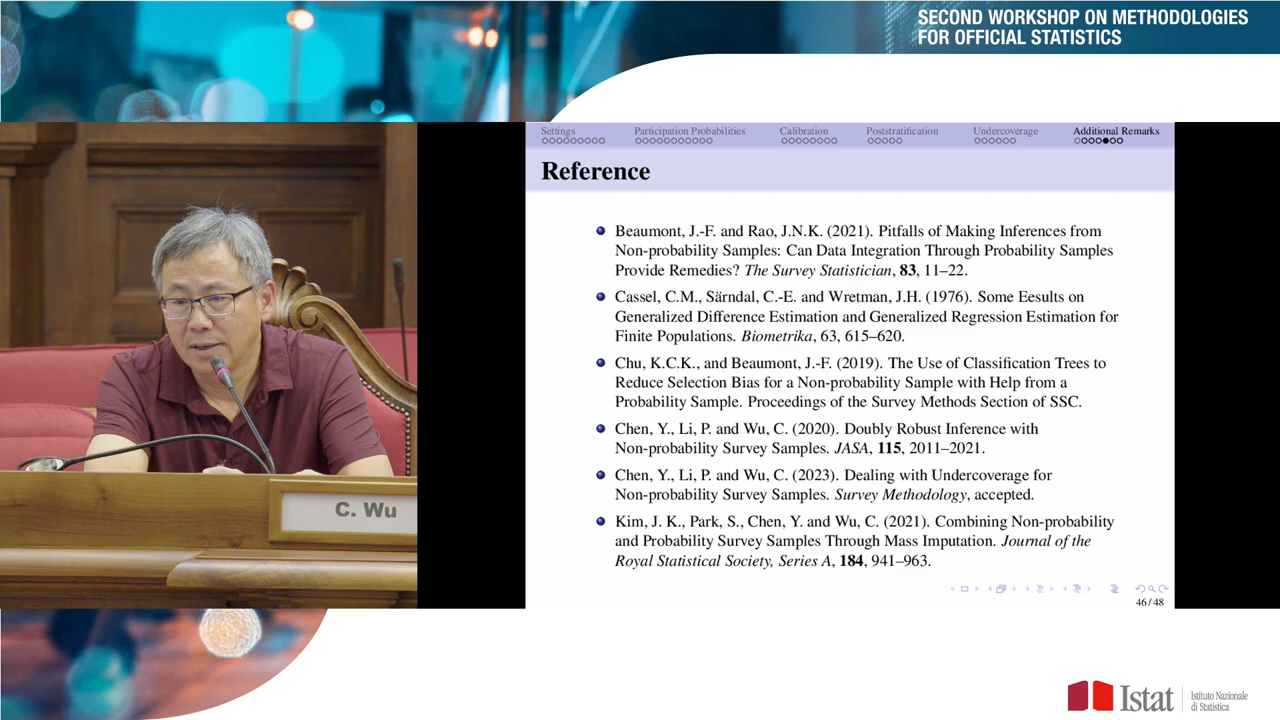 SECOND WORKSHOP ON METHODOLOGIES
FOR OFFICIAL STATISTICS
Settings
Participation Probabilities
Calibration
Poststratification
Undercoverage
Additional Remarks
Reference
Beaumont, J.-F. and Rao, J.N.K. (2021). Pitfalls of Making Inferences from
Non-probability Samples: Can Data Integration Through Probability Samples
Provide Remedies? The Survey Statistician, 83, 11–22.
Cassel, C.M., Särndal, C.-E. and Wretman, J.H. (1976). Some Eesults on
Generalized Difference Estimation and Generalized Regression Estimation for
Finite Populations. Biometrika, 63, 615–620.
Chu, K.C.K., and Beaumont, J.-F. (2019). The Use of Classification Trees to
Reduce Selection Bias for a Non-probability Sample with Help from a
Probability Sample. Proceedings of the Survey Methods Section of SSC.
Chen, Y., Li, P. and Wu, C. (2020). Doubly Robust Inference with
Non-probability Survey Samples. JASA, 115, 2011–2021.
Chen, Y., Li, P. and Wu, C. (2023). Dealing with Undercoverage for
Non-probability Survey Samples. Survey Methodology, accepted.
Kim, J. K., Park, S., Chen, Y. and Wu, C. (2021). Combining Non-probability
and Probability Survey Samples Through Mass Imputation. Journal of the
Royal Statistical Society, Series A, 184, 941–963.
46/48
C. Wu
Istat
Istituto Nazionale
di Statistica